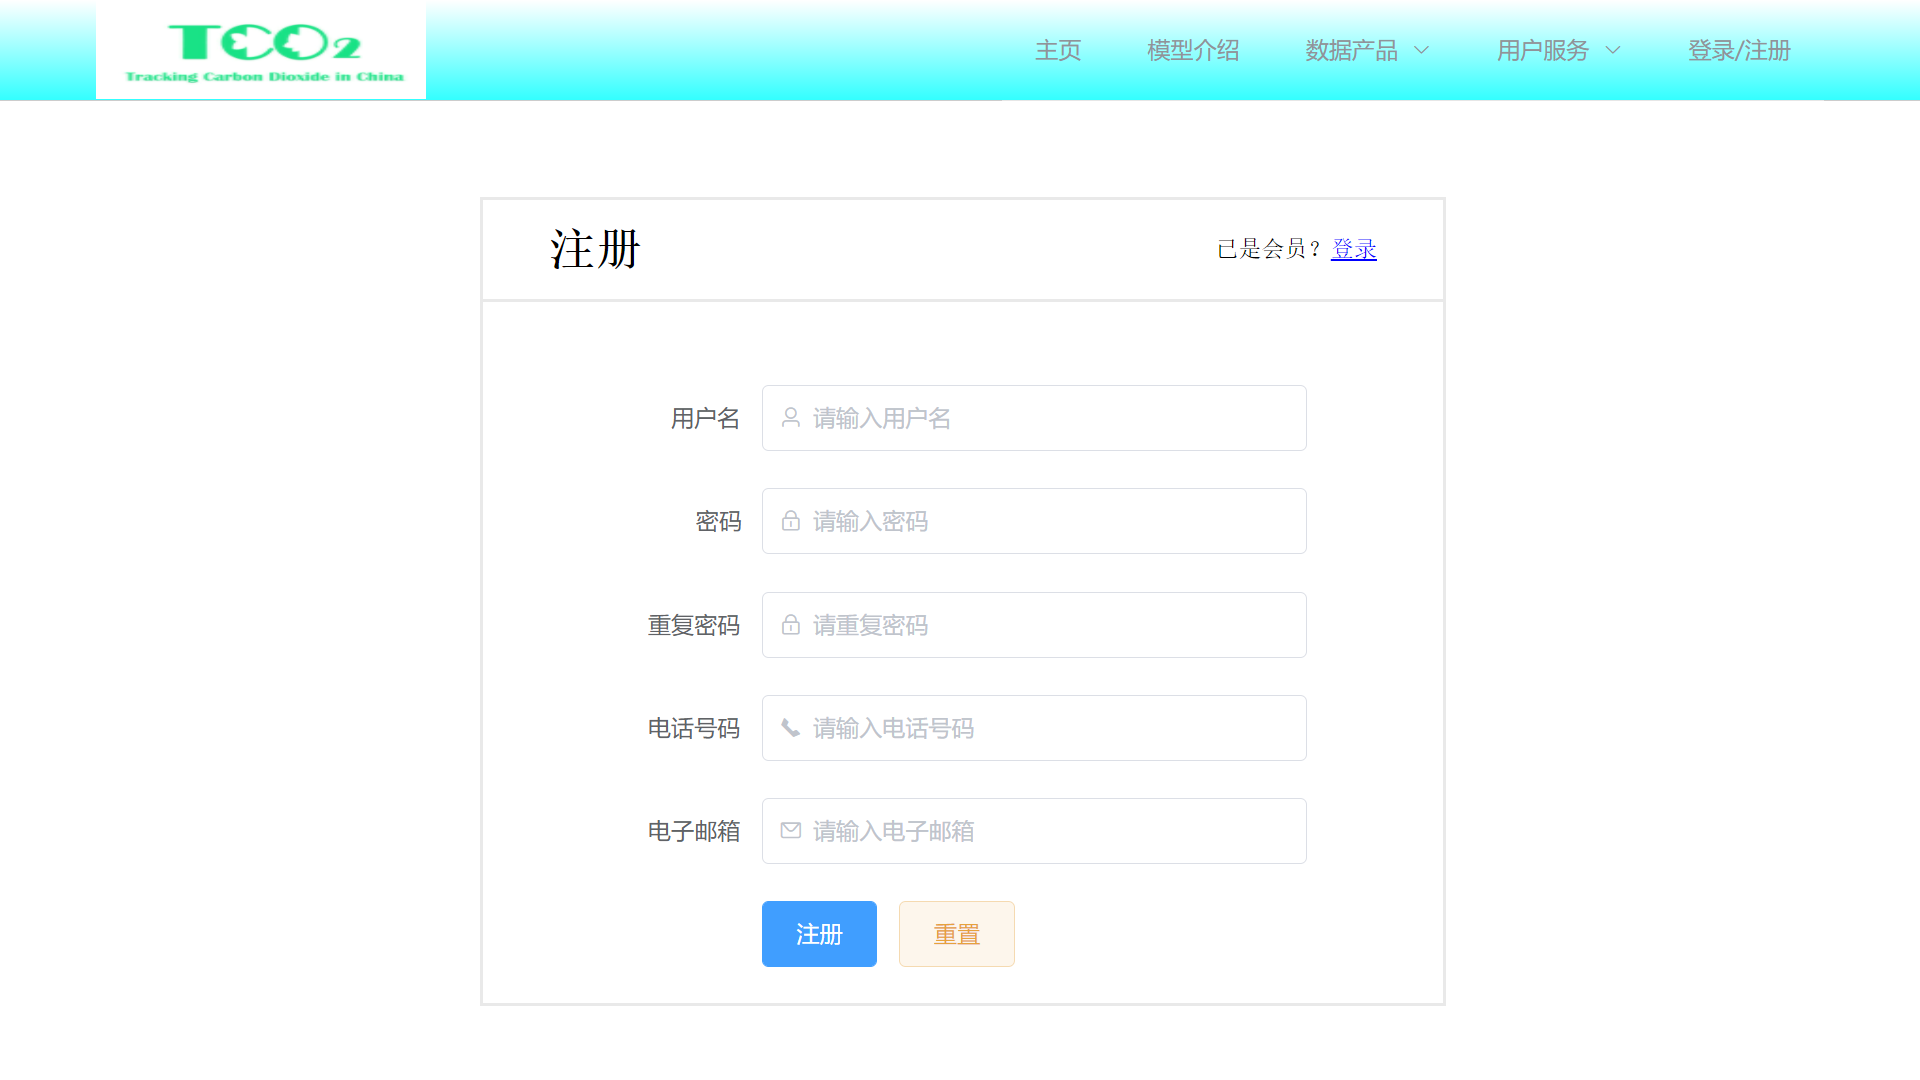 TCO2
Tracking Carbon Dioxide in China
主页
模型介绍
数据产品
用户服务
登录/注册
注册
已是会员？登录
用户名
请输入用户名
密码
请输入密码
重复密码
请重复密码
电话号码
请输入电话号码
电子邮箱
请输入电子邮箱
注册
重置